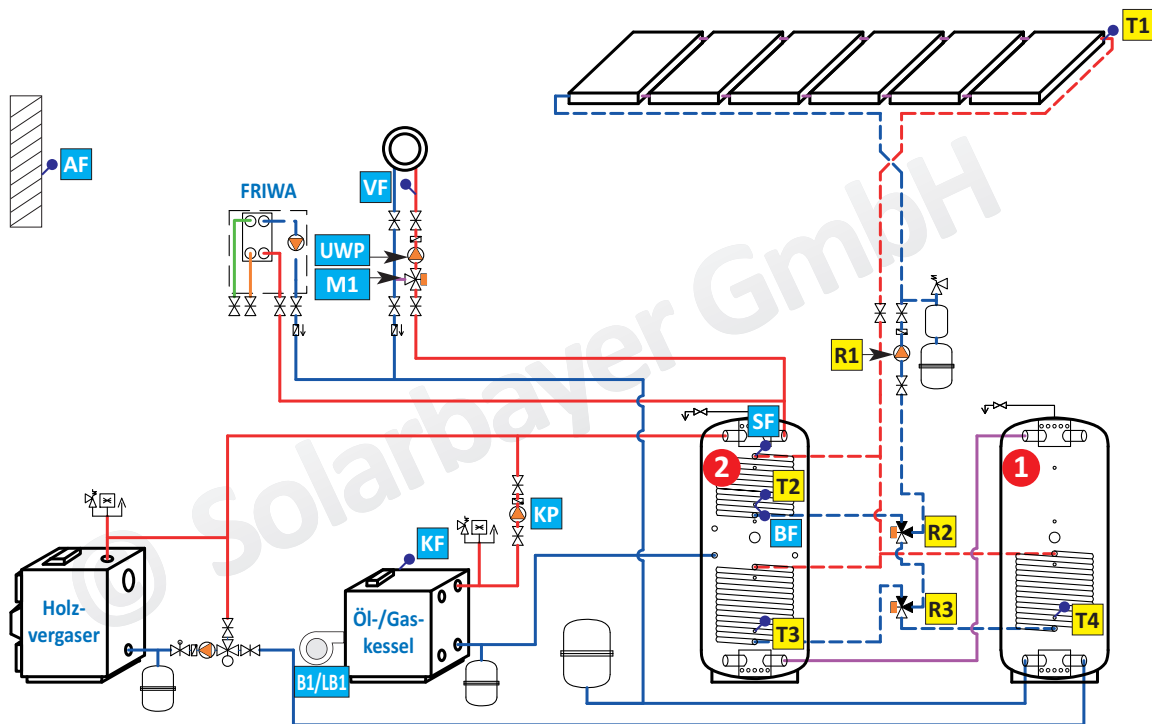 T1
AF
FRIWA
VF
UWP
M1
R1
SF
2
1
T2
KP
BF
R2
KF
Holz-
vergaser
Öl-/Gas-
kessel
R3
T3
T4
B1/LB1
© Solarbayer GmbH